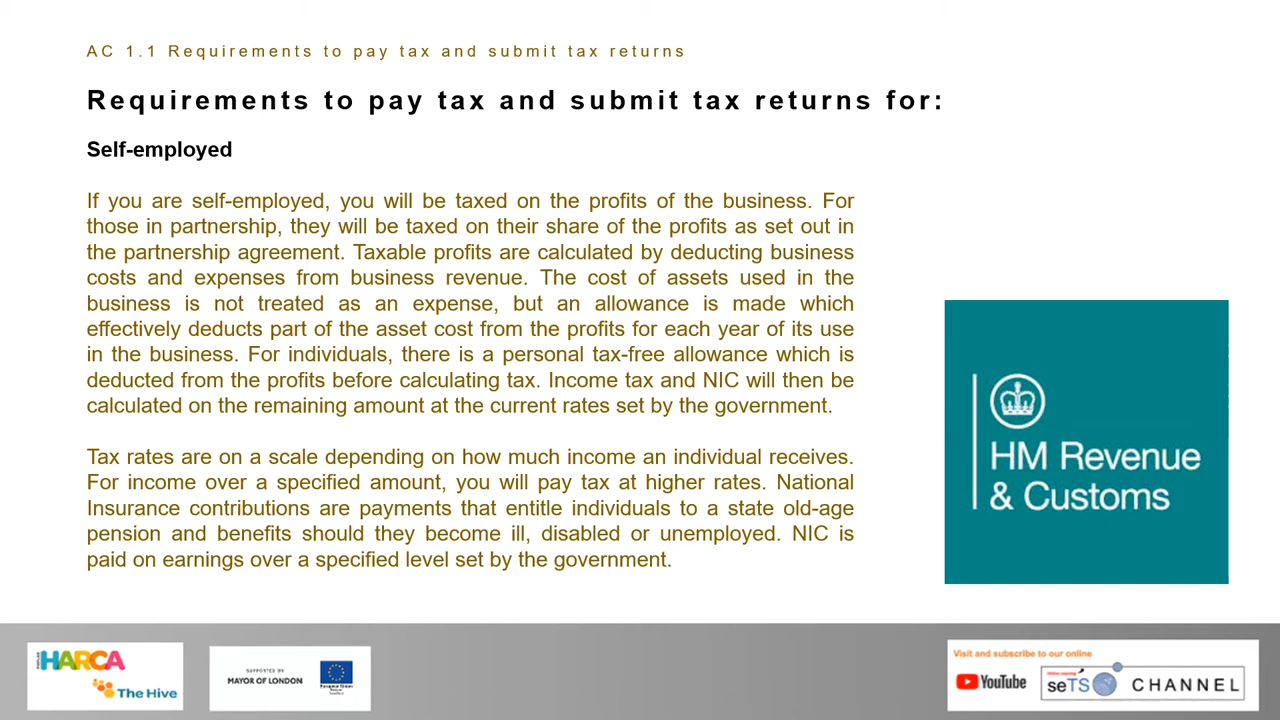 AC 1.1 Requirements to pay tax and submit tax returns
Requirements to pay tax and submit tax returns for:
Self-employed
If you are self-employed, you will be taxed on the profits of the business. For
those in partnership, they will be taxed on their share of the profits as set out in
the partnership agreement. Taxable profits are calculated by deducting business
costs and expenses from business revenue. The cost of assets used in the
business is not treated as an expense, but an allowance is made which
effectively deducts part of the asset cost from the profits for each year of its use
in the business. For individuals, there is a personal tax-free allowance which is
deducted from the profits before calculating tax. Income tax and NIC will then be
calculated on the remaining amount at the current rates set by the government.
Tax rates are on a scale depending on how much income an individual receives.
For income over a specified amount, you will pay tax at higher rates. National
Insurance contributions are payments that entitle individuals to a state old-age
pension and benefits should they become ill, disabled or unemployed. NIC is
paid on earnings over a specified level set by the government.
HM Revenue
& Customs
HARCA
The Hive
SUPPORTED BY
MAYOR OF LONDON
European Union
Visit and subscribe to our online
YouTube
seTS CHANNEL